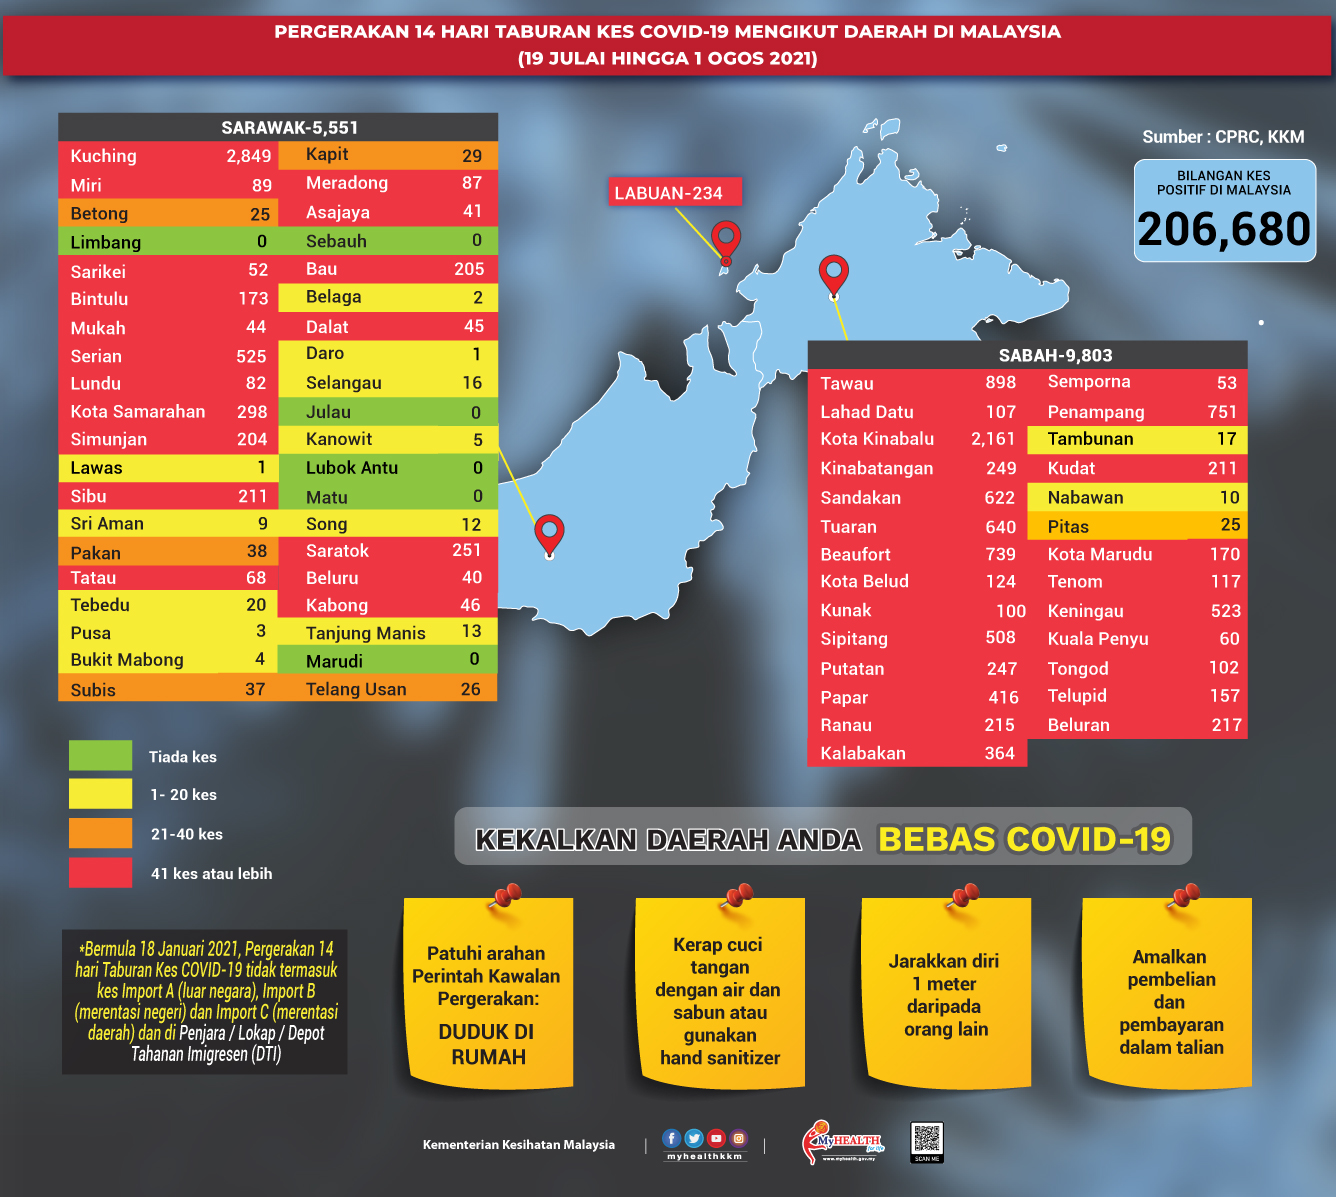 PERGERAKAN 14 HARI TABURAN KES COVID-19 MENGIKUT DAERAH DI MALAYSIA
(19 JULAI HINGGA 1 OGOS 2021)
SARAWAK-5,551
Kuching 2,849
Miri 89
Betong 25
Limbang 0
Sarikei 52
Bintulu 173
Mukah 44
Serian 525
Lundu 82
Kota Samarahan 298
Simunjan 204
Lawas 1
Sibu 211
Sri Aman 9
Pakan 38
Tatau 68
Tebedu 20
Pusa 3
Bukit Mabong 4
Subis 37
Kapit 29
Meradong 87
Asajaya 41
Sebauh 0
Bau 205
Belaga 2
Dalat 45
Daro 1
Selangau 16
Julau 0
Kanowit 5
Lubok Antu 0
Matu 0
Song 12
Saratok 251
Beluru 40
Kabong 46
Tanjung Manis 13
Marudi 0
Telang Usan 26
LABUAN-234
Sumber : CPRC, KKM
BILANGAN KES
POSITIF DI MALAYSIA
206,680
SABAH-9,803
Tawau 898
Lahad Datu 107
Kota Kinabalu 2,161
Kinabatangan 249
Sandakan 622
Tuaran 640
Beaufort 739
Kota Belud 124
Kunak 100
Sipitang 508
Putatan 247
Papar 416
Ranau 215
Kalabakan 364
Semporna 53
Penampang 751
Tambunan 17
Kudat 211
Nabawan 10
Pitas 25
Kota Marudu 170
Tenom 117
Keningau 523
Kuala Penyu 60
Tongod 102
Telupid 157
Beluran 217
Tiada kes
1- 20 kes
21-40 kes
41 kes atau lebih
KEKALKAN DAERAH ANDA BEBAS COVID-19
*Bermula 18 Januari 2021, Pergerakan 14
hari Taburan Kes COVID-19 tidak termasuk
kes Import A (luar negara), Import B
(merentasi negeri) dan Import C (merentasi
daerah) dan di Penjara / Lokap / Depot
Tahanan Imigresen (DTI)
Patuhi arahan
Perintah Kawalan
Pergerakan:
DUDUK DI
RUMAH
Kerap cuci
tangan
dengan air dan
sabun atau
gunakan
hand sanitizer
Jarakkan diri
1 meter
daripada
orang lain
Amalkan
pembelian
dan
pembayaran
dalam talian
Kementerian Kesihatan Malaysia
myhealthkkm
MyHEALTH
for life
www.myhealth.gov.my
SCAN ME